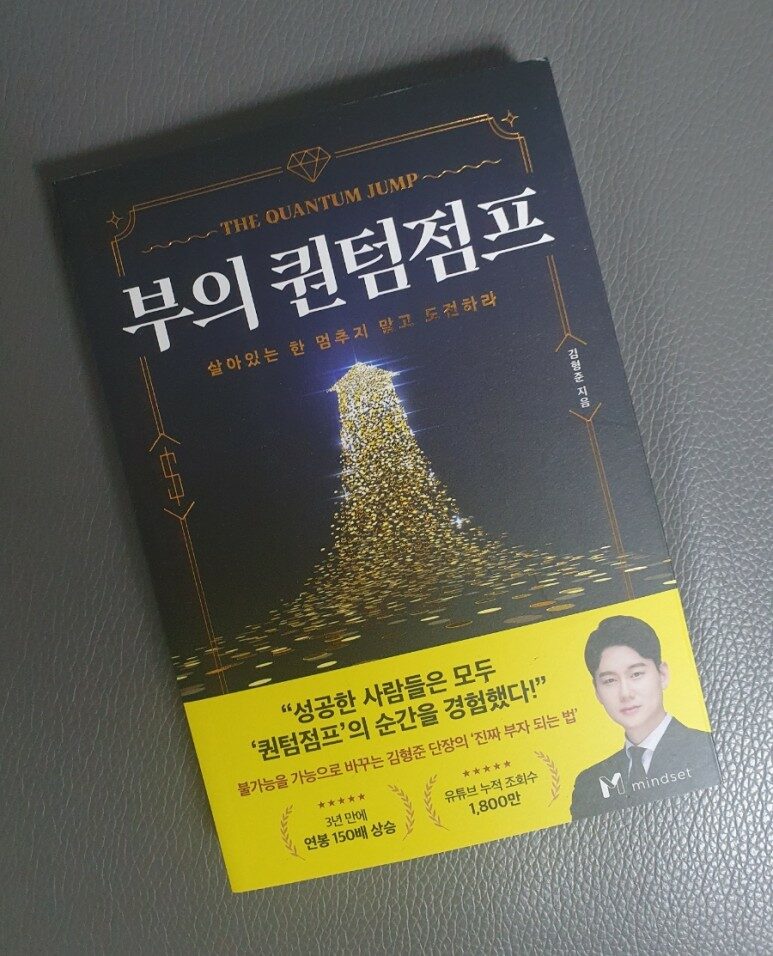 THE QUANTUM JUMP
부의 퀀텀점프
살아있는 한 멈추지 말고 도전하라
김형준 지음
“성공한 사람들은 모두
‘퀀텀점프’의 순간을 경험했다!”
불가능을 가능으로 바꾸는 김형준 단장의 ‘진짜 부자 되는 법’
★★★★★
3년 만에
연봉 150배 상승
★★★★★
유튜브 누적 조회수
1,800만
M mindset